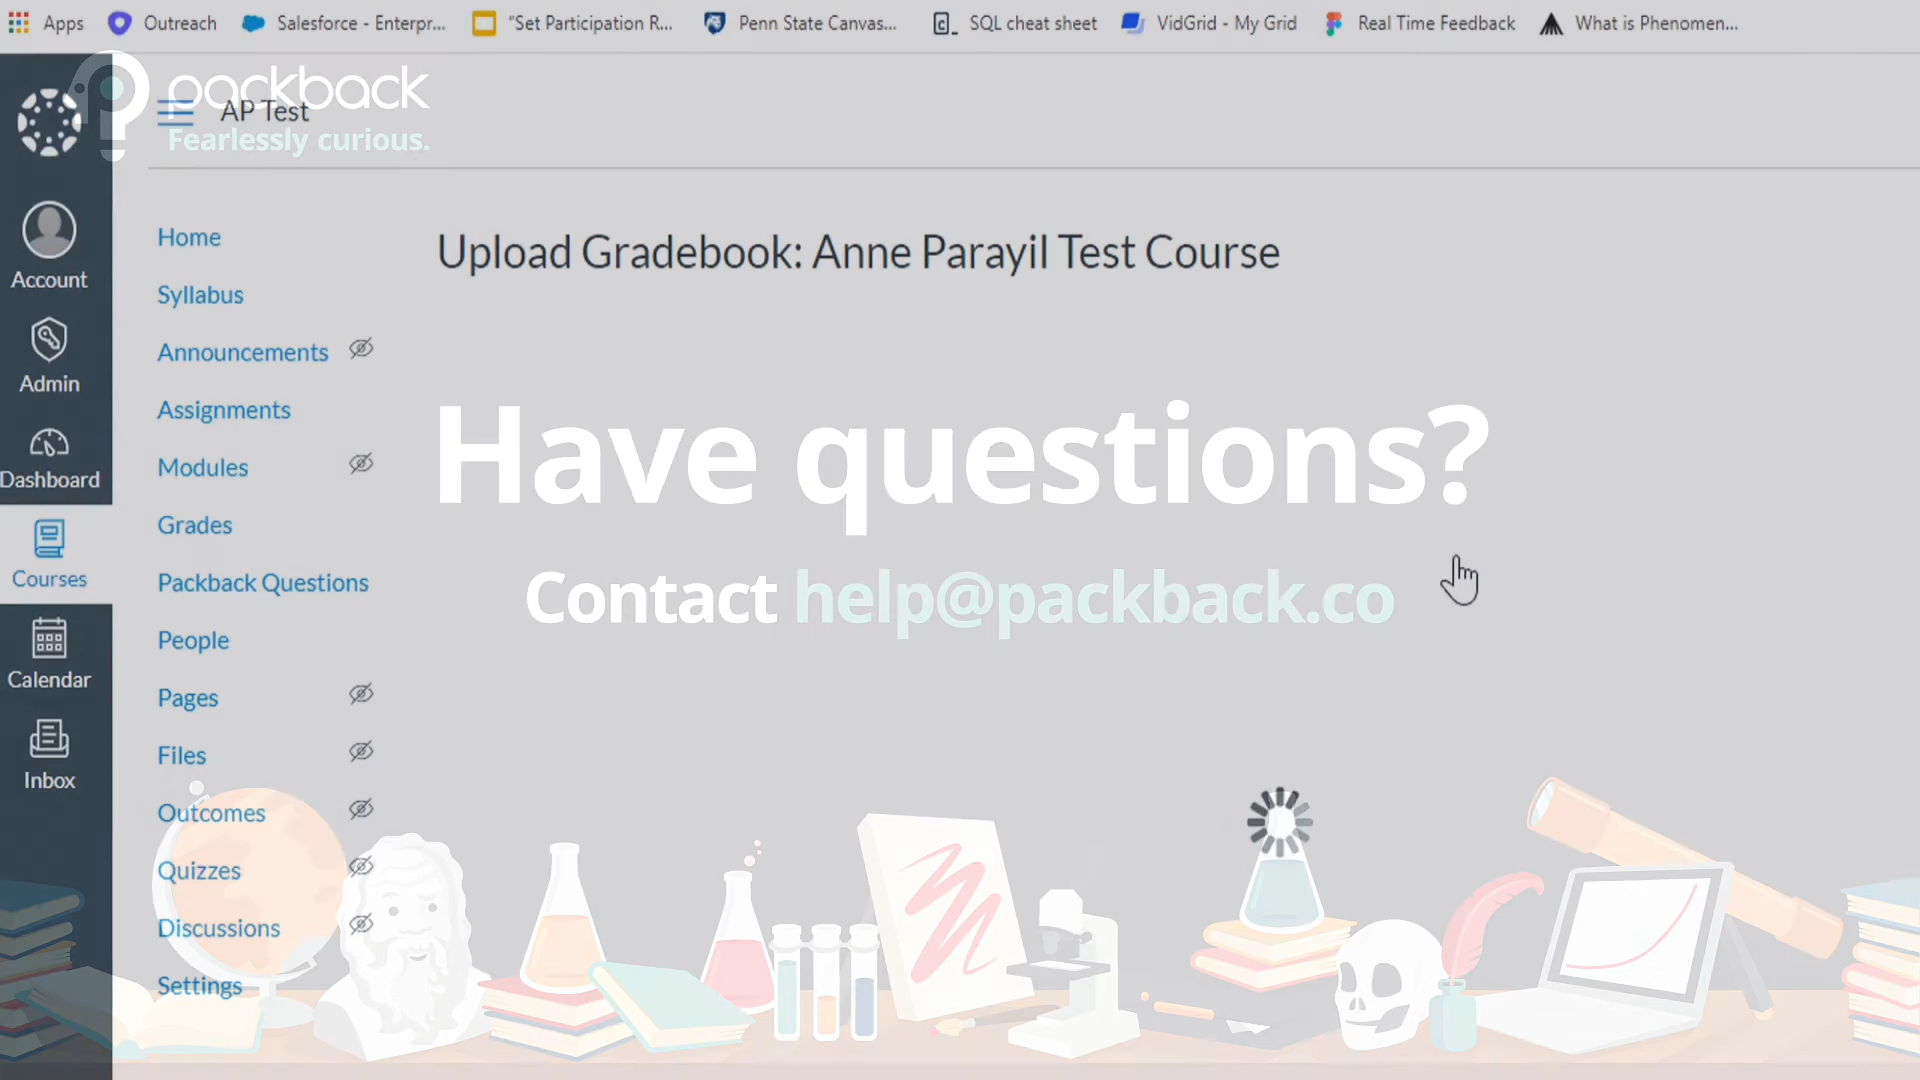 Apps Outreach Salesforce - Enterpr... "Set Participation R... Penn State Canvas... SQL cheat sheet VidGrid - My Grid Real Time Feedback What is Phenomen...
packback
AP Test
Fearlessly curious.
Account
Admin
Dashboard
Courses
Calendar
Inbox
Home
Syllabus
Announcements
Assignments
Modules
Grades
Packback Questions
People
Pages
Files
Outcomes
Quizzes
Discussions
Settings
Upload Gradebook: Anne Parayil Test Course
Have questions?
Contact help@packback.co